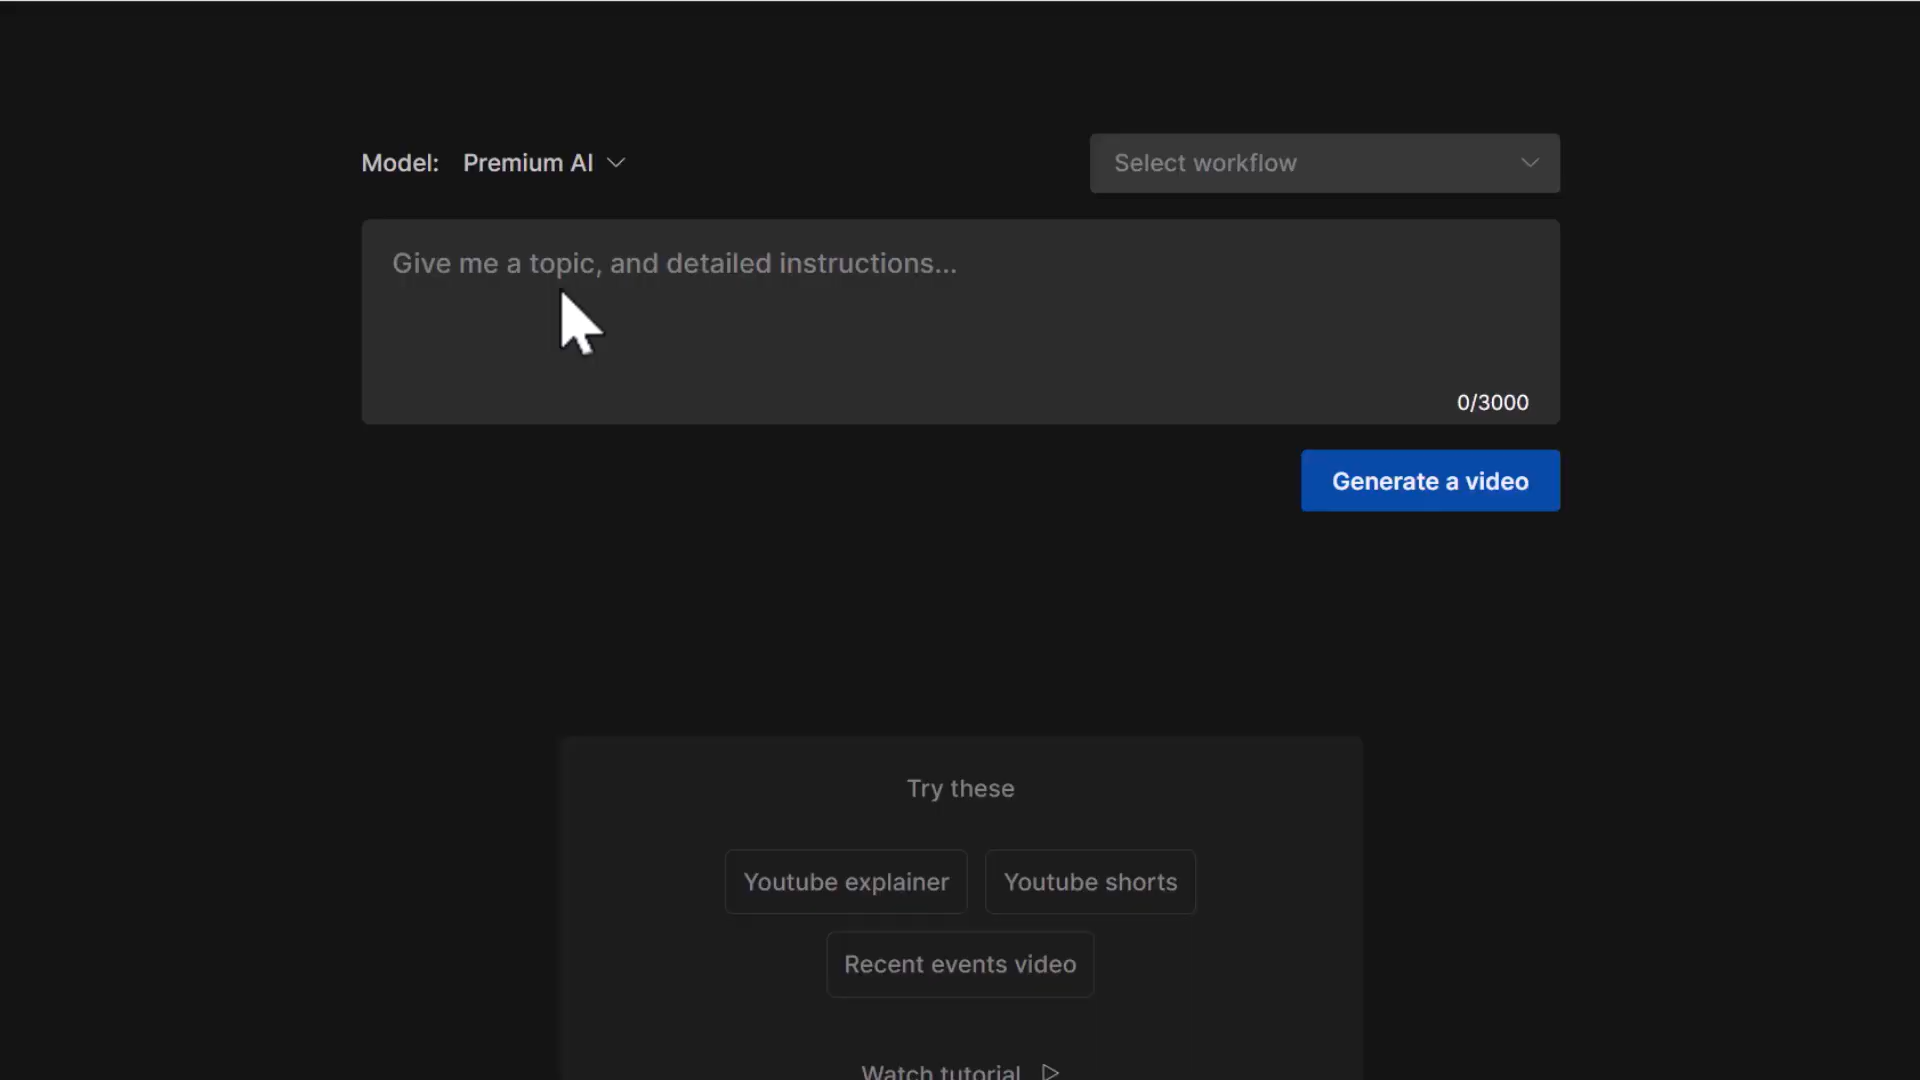 Model: Premium AI
Select workflow
Give me a topic, and detailed instructions...
0/3000
Generate a video
Try these
Youtube explainer
Youtube shorts
Recent events video
Watch tutorial